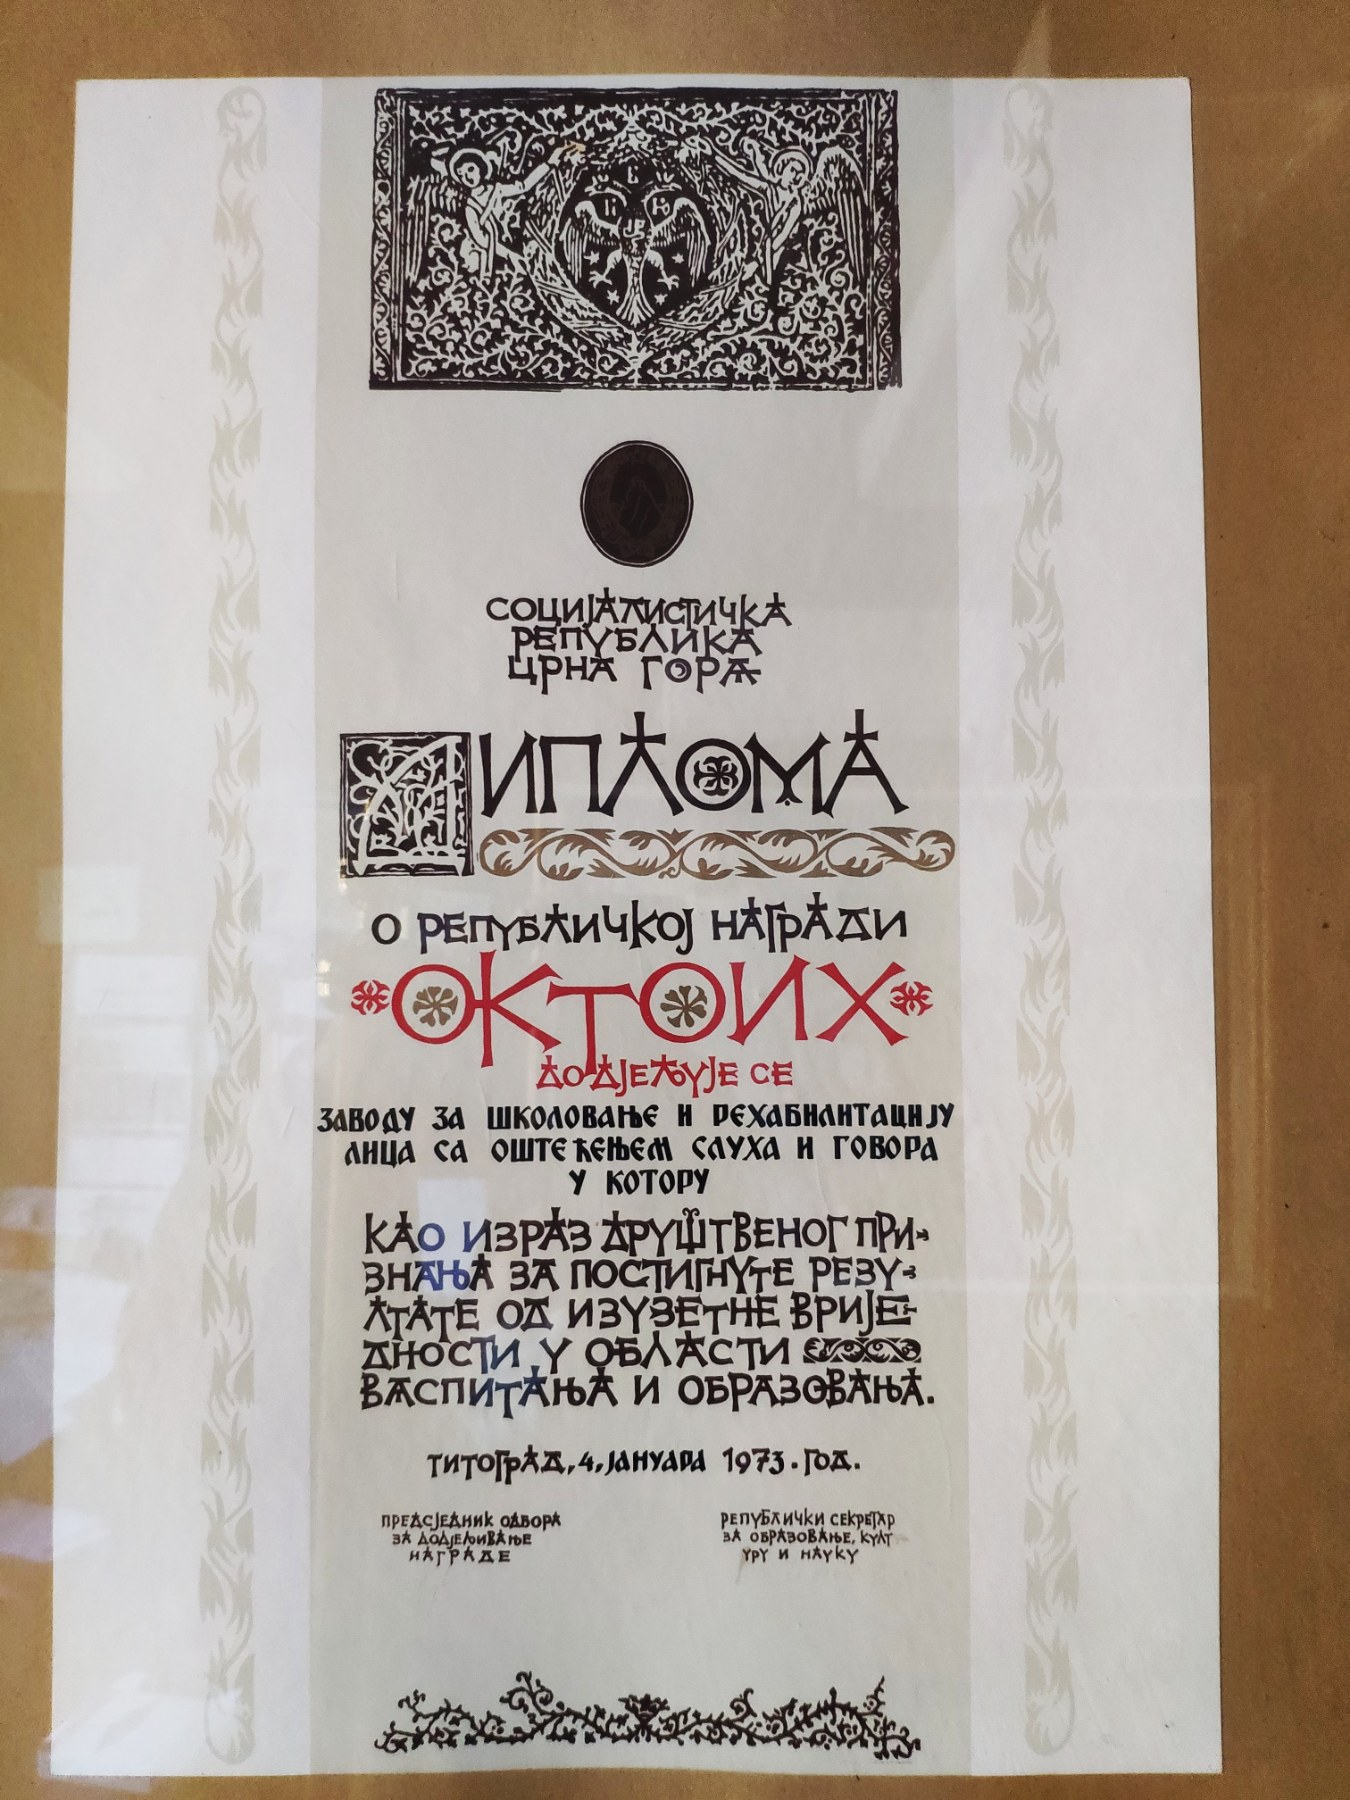 СОЦИЈАЛИСТИЧКА
РЕПУБЛИКА
ЦРНА ГОРА
ДИПЛОМА
О РЕПУБЛИЧКОЈ НАГРАДИ
ОКТОИХ
ДОДЈЕЉУЈЕ СЕ
ЗАВОДУ ЗА ШКОЛОВАЊЕ И РЕХАБИЛИТАЦИЈУ
ЛИЦА СА ОШТЕЋЕЊЕМ СЛУХА И ГОВОРА
У КОТОРУ
КАО ИЗРАЗ ДРУШТВЕНОГ ПРИ-
ЗНАЊА ЗА ПОСТИГНУТЕ РЕЗУ-
ЛТАТЕ ОД ИЗУЗЕТНЕ ВРИЈЕ-
ДНОСТИ У ОБЛАСТИ
ВАСПИТАЊА И ОБРАЗОВАЊА.
ТИТОГРАД, 4. ЈАНУАРА 1973. ГОД.
ПРЕДСЈЕДНИК ОДБОРА
ЗА ДОДЈЕЉИВАЊЕ
НАГРАДЕ
РЕПУБЛИЧКИ СЕКРЕТАР
ЗА ОБРАЗОВАЊЕ, КУЛТ
УРУ И НАУКУ